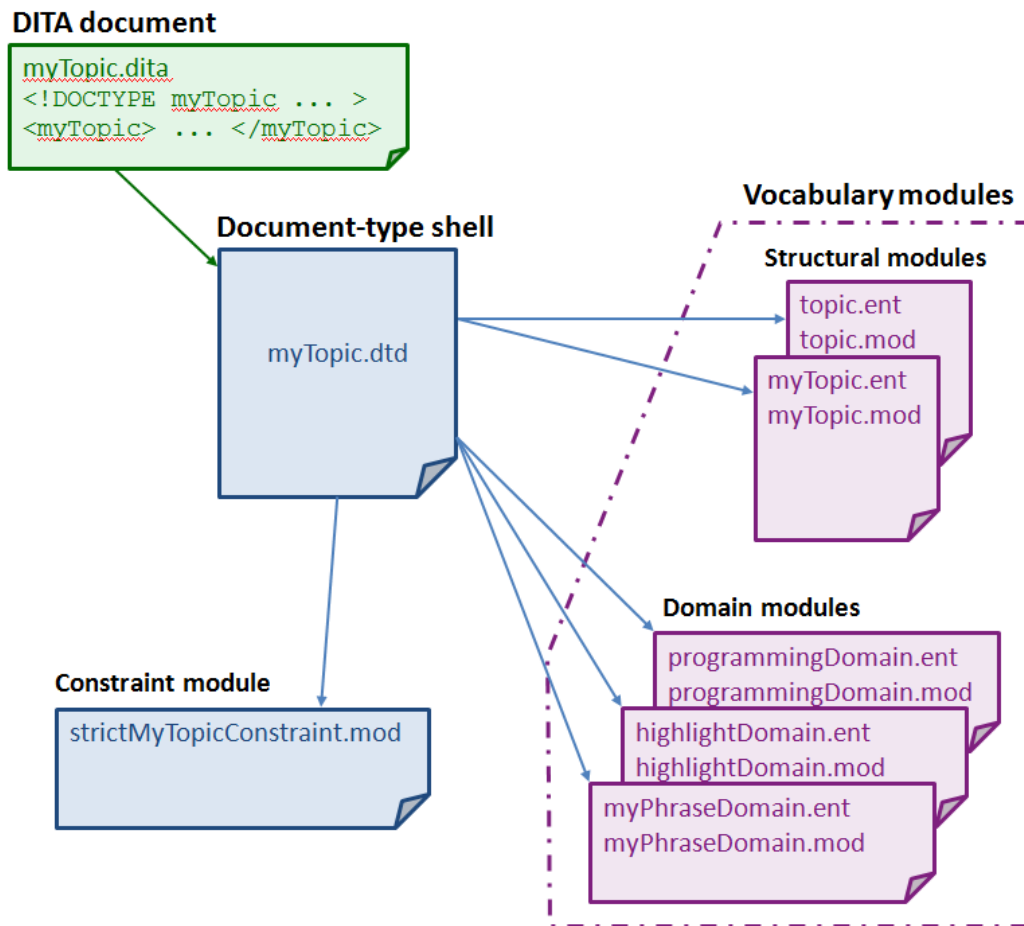 DITA document
myTopic.dita
<!DOCTYPE myTopic ... >
<myTopic> ... </myTopic>
Document-type shell
myTopic.dtd
Vocabulary modules
Structural modules
topic.ent
topic.mod
myTopic.ent
myTopic.mod
Domain modules
programmingDomain.ent
programmingDomain.mod
highlightDomain.ent
highlightDomain.mod
myPhraseDomain.ent
myPhraseDomain.mod
Constraint module
strictMyTopicConstraint.mod